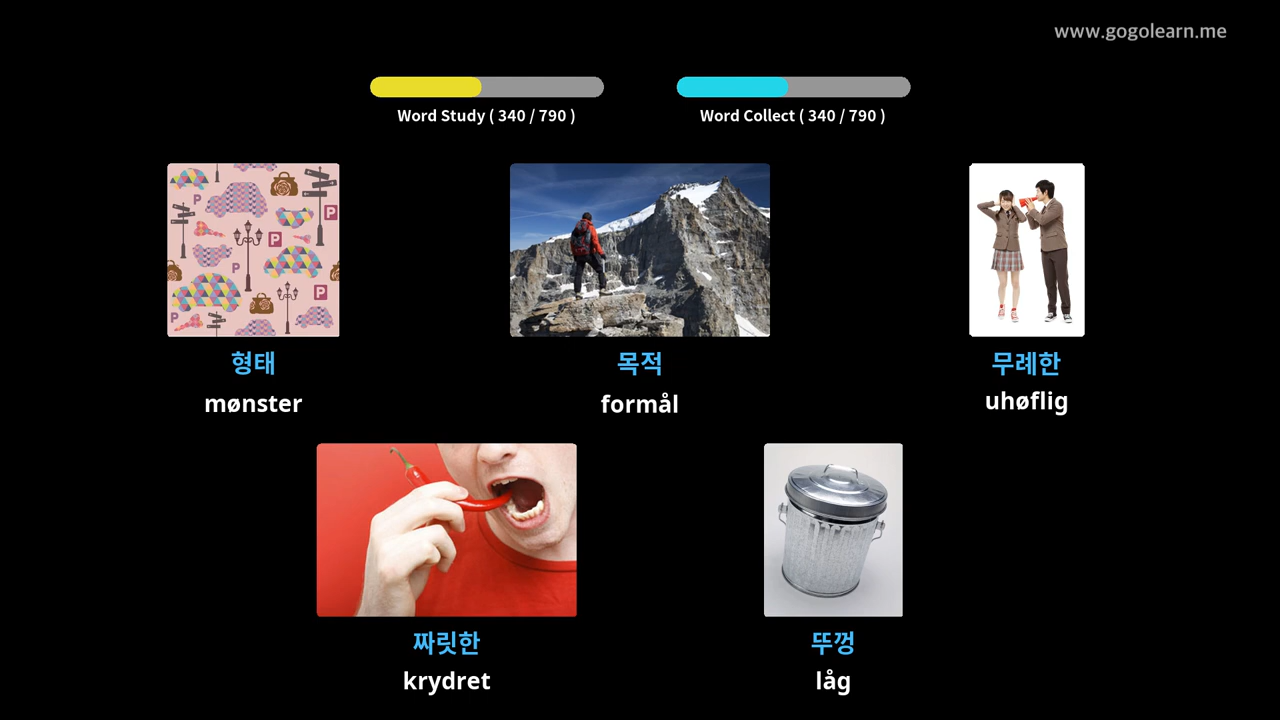 www.gogolearn.me
Word Study ( 340 / 790 )
Word Collect ( 340 / 790 )
P
P
P
P
P
P
형태
mønster
목적
formål
무례한
uhøflig
짜릿한
krydret
뚜껑
låg